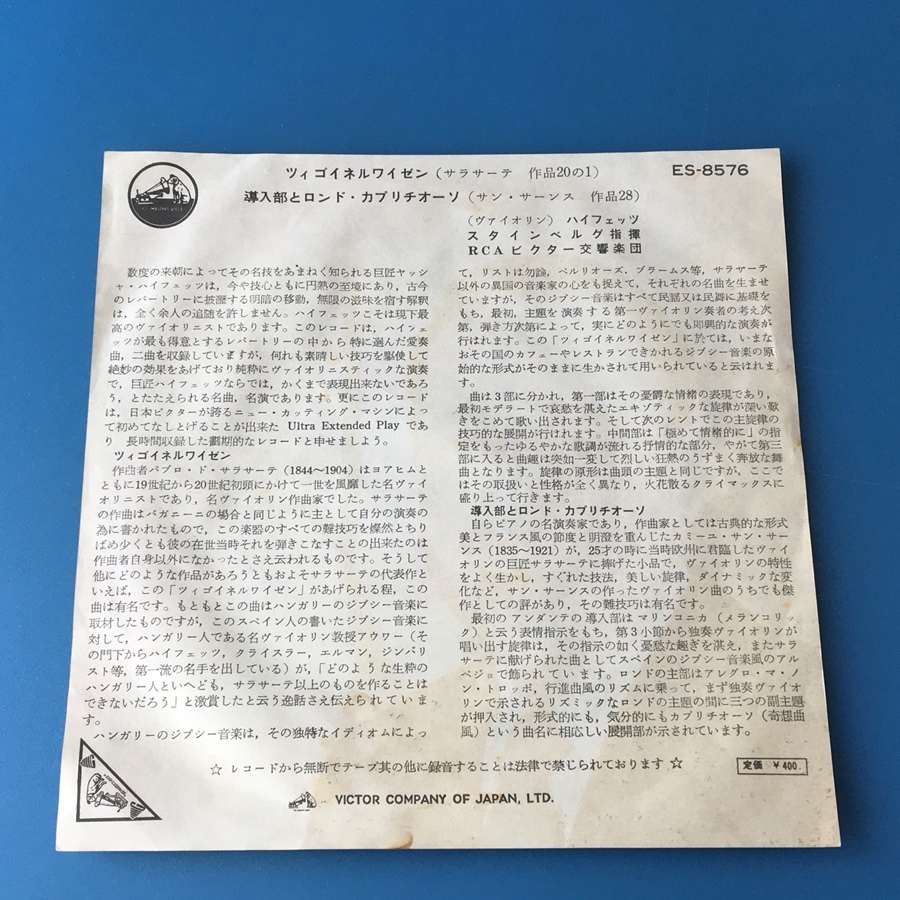 ツィゴイネルワイゼン（サラサーテ　作品20の1）
ES-8576
導入部とロンド・カプリチオーソ（サン・サーンス　作品28）
（ヴァイオリン）ハイフェッツ
スタインベルグ指揮
RCAビクター交響楽団
数度の来朝によってその名技をあまねく知られる巨匠ヤッシ
ャ・ハイフェッツは，今や技心ともに円熟の至境にあり，古今
のレパートリーに披瀝する明暗の移動，無限の滋味を宿す解釈
は，全く余人の追随を許しません。ハイフェッツこそは現下最
高のヴァイオリニストであります。このレコードは，ハイフェ
ッツが最も得意とするレパートリーの中から特に選んだ愛奏
曲，二曲を収録していますが，何れも素晴しい技巧を駆使して
絶妙の効果をあげており純粋にヴァイオリニスティックな演奏
で，巨匠ハイフェッツならでは，かくまで表現出来ないであろ
う，とたたえられる名曲，名演であります。更にこのレコード
は，日本ビクターが誇るニュー・カッティング・マシンによっ
て初めてなしとげることが出来た Ultra Extended Play であ
り　長時間収録した劃期的なレコードと申せましよう。
ツィゴイネルワイゼン
作曲者パブロ・ド・サラサーテ（1844〜1904）はヨアヒムと
ともに19世紀から20世紀初頭にかけて一世を風靡した名ヴァイ
オリニストであり，名ヴァイオリン作曲家でした。サラサーテ
の作曲はパガニーニの場合と同じように主として自分の演奏の
為に書かれたもので，この楽器のすべての難技巧を燦然とちり
ばめ少くとも彼の在世当時それを弾きこなすことの出来たのは
作曲者自身以外になかったとさえ云われるものです。そうして
他にどのような作品があろうともおよそサラサーテの代表作と
いえば，この「ツィゴイネルワイゼン」があげられる程，この
曲は有名です。もともとこの曲はハンガリーのジプシー音楽に
取材したものですが，このスペイン人の書いたジプシー音楽に
対して，ハンガリー人である名ヴァイオリン教授アウワー（そ
の門下からハイフェッツ，クライスラー，エルマン，ジンバリ
スト等，第一流の名手を出している）が，「どのような生粋の
ハンガリー人といへども，サラサーテ以上のものを作ることは
できないだろう」と激賞したと云う逸話さえ伝えられていま
す。
ハンガリーのジプシー音楽は，その独特なイディオムによっ
て，リストは勿論，ベルリオーズ，ブラームス等，サラサーテ
以外の異国の音楽家の心をも捉えて，それぞれの名曲を生ませ
ていますが，そのジプシー音楽はすべて民謡又は民舞に基礎を
もち，最初，主題を演奏する第一ヴァイオリン奏者の考え次
第，弾き方次第によって，実にどのようにでも即興的な演奏が
行はれます。この「ツィゴイネルワイゼン」に於ては，いまな
おその国のカフェーやレストランできかれるジプシー音楽の原
始的な形式がそのままに生かされて用いられていると云はれま
す。
曲は3部に分かれ，第一部はその憂欝な情緒の表現であり，
最初モデラートで哀愁を湛えたエキゾティックな旋律が深い歎
きをこめて歌い出されます。そして次のレントでこの主旋律の
技巧的な展開が行はれます。中間部は「極めて情緒的に」の指
定をもったゆるやかな歌調が流れる抒情的な部分，やがて第三
部に入ると曲趣は突如一変して烈しい狂熱のうずまく奔放な舞
曲となります。旋律の原形は曲頭の主題と同じですが，ここで
はその取扱いと性格が全く異なり，火花散るクライマックスに
盛り上って行きます。
導入部とロンド・カプリチオーソ
自らピアノの名演奏家であり，作曲家としては古典的な形式
美とフランス風の節度と明澄を重んじたカミーユ・サン・サー
ンス（1835〜1921）が，25才の時に当時欧州に君臨したヴァイ
オリンの巨匠サラサーテに捧げた小品で，ヴァイオリンの特性
をよく生かし，すぐれた技法，美しい旋律，ダイナミックな変
化など，サン・サーンスの作ったヴァイオリン曲のうちでも傑
作としての評があり，その難技巧は有名です。
最初のアンダンテの導入部はマリンコニカ（メランコリッ
ク）と云う表情指示をもち，第3小節から独奏ヴァイオリンが
唱い出す旋律は，その指示の如く憂愁な趣ぎを湛え，またサラ
サーテに献げられた曲としてスペインのジプシー音楽風のアル
ペジョで飾られています。ロンドの主部はアレグロ・マ・ノ
ン・トロッポ，行進曲風のリズムに乗って，まず独奏ヴァイオ
リンで示されるリズミックなロンドの主題の間に三つの副主題
が押入され，形式的にも，気分的にもカプリチオーソ（奇想曲
風）という曲名に相応しい展開部が示されています。
☆ レコードから無断でテープ其の他に録音することは法律で禁じられております ☆
定価　￥400.
VICTOR COMPANY OF JAPAN, LTD.